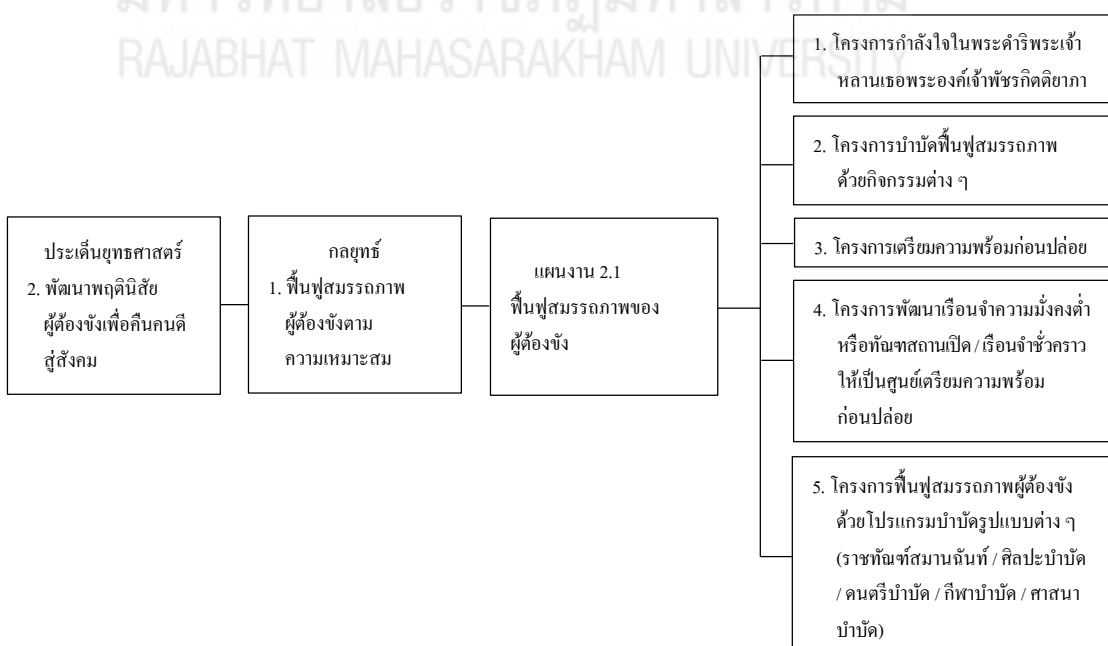 มหาวิทยาลัยราชภัฏมหาสารคาม
RAJABHAT MAHASARAKHAM UNIVERSITY
ประเด็นยุทธศาสตร์
2. พัฒนาพฤตินิสัย
ผู้ต้องขังเพื่อคืนคนดี
สู่สังคม
กลยุทธ์
1. ฟื้นฟูสมรรถภาพ
ผู้ต้องขังตาม
ความเหมาะสม
แผนงาน 2.1
ฟื้นฟูสมรรถภาพของ
ผู้ต้องขัง
1. โครงการกำลังใจในพระดำริพระเจ้า
หลานเธอพระองค์เจ้าพัชรกิตติยาภา
2. โครงการบำบัดฟื้นฟูสมรรถภาพ
ด้วยกิจกรรมต่าง ๆ
3. โครงการเตรียมความพร้อมก่อนปล่อย
4. โครงการพัฒนาเรือนจำความมั่งคงต่ำ
หรือทัณฑสถานเปิด / เรือนจำชั่วคราว
ให้เป็นศูนย์เตรียมความพร้อม
ก่อนปล่อย
5. โครงการฟื้นฟูสมรรถภาพผู้ต้องขัง
ด้วยโปรแกรมบำบัดรูปแบบต่าง ๆ
(ราชทัณฑ์สมานฉันท์ / ศิลปะบำบัด
/ ดนตรีบำบัด / กีฬาบำบัด / ศาสนา
บำบัด)